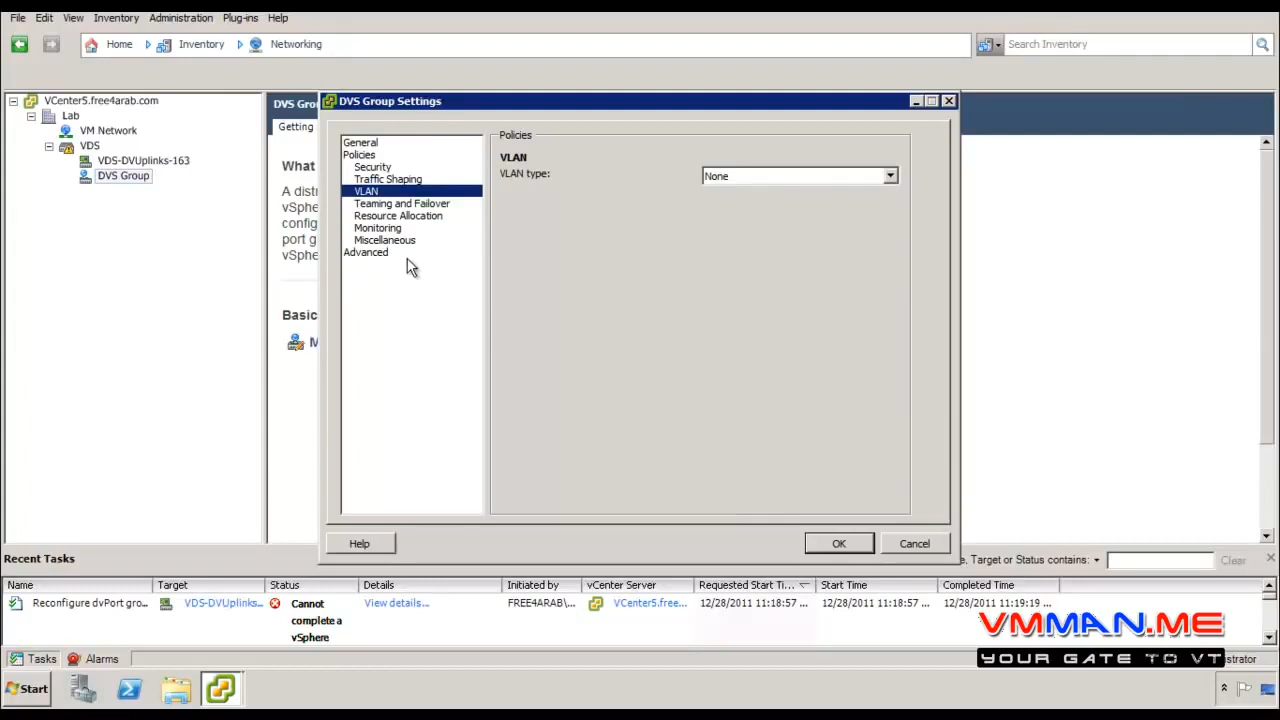 File Edit View Inventory Administration Plug-ins Help
Home Inventory Networking Search Inventory
VCenter5.free4arab.com
Lab
VM Network
VDS
VDS-DVUplinks-163
DVS Group
DVS Gro
Getting
What
A distr
vSphe
config
port g
vSphe
Basic
M
DVS Group Settings
General
Policies
Security
Traffic Shaping
VLAN
Teaming and Failover
Resource Allocation
Monitoring
Miscellaneous
Advanced
Policies
VLAN
VLAN type: None
Help OK Cancel
Recent Tasks
e, Target or Status contains: Clear
Name Target Status Details Initiated by vCenter Server Requested Start Ti... Start Time Completed Time
Reconfigure dvPort gro... VDS-DVUplinks... Cannot complete a vSphere View details... FREE4ARAB\... VCenter5.free... 12/28/2011 11:18:57 ... 12/28/2011 11:18:57 ... 12/28/2011 11:19:19 ...
VMMAN.ME
YOUR GATE TO VT
Tasks Alarms istrator
Start